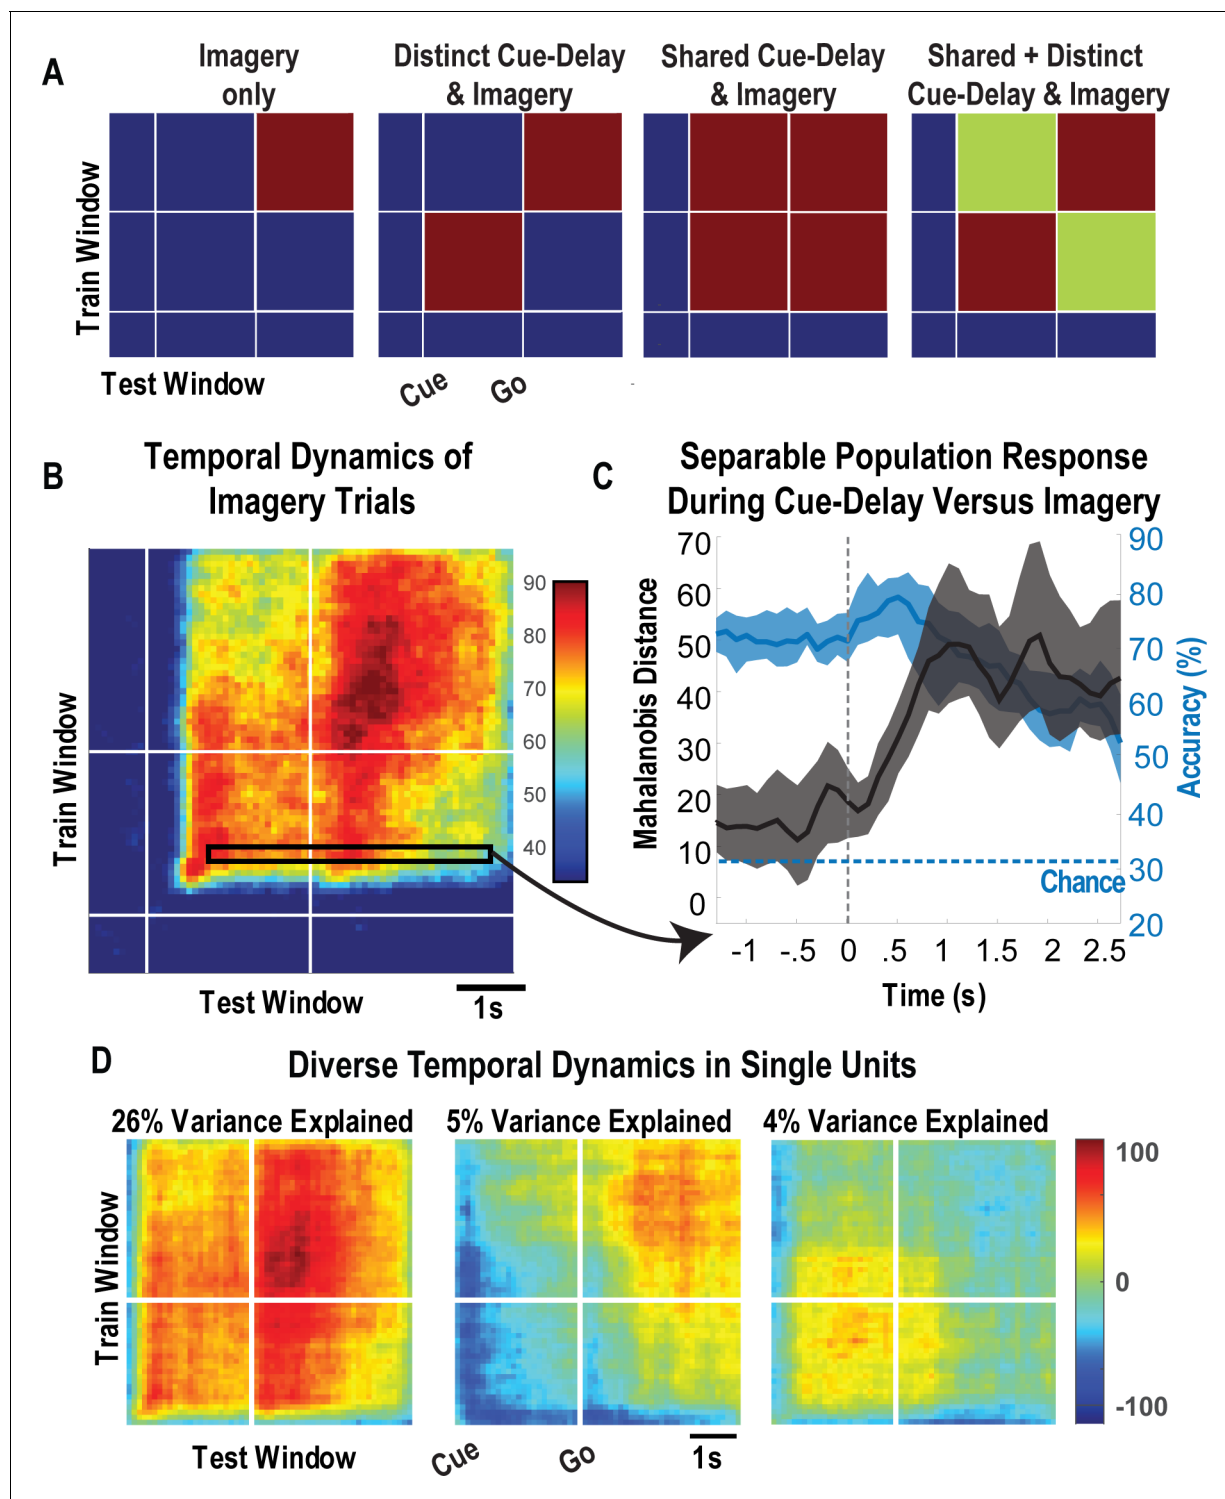 A
Imagery
only
Distinct Cue-Delay
& Imagery
Shared Cue-Delay
& Imagery
Shared + Distinct
Cue-Delay & Imagery
Train Window
Test Window
Cue
Go
B
Temporal Dynamics of
Imagery Trials
Train Window
Test Window
1s
90
80
70
60
50
40
C
Separable Population Response
During Cue-Delay Versus Imagery
Mahalanobis Distance
70
60
50
40
30
20
10
0
90
80
70
60
50
40
30
20
Accuracy (%)
Chance
-1
-.5
0
.5
1
1.5
2
2.5
Time (s)
D
Diverse Temporal Dynamics in Single Units
26% Variance Explained
5% Variance Explained
4% Variance Explained
Train Window
Test Window
Cue
Go
1s
100
0
-100